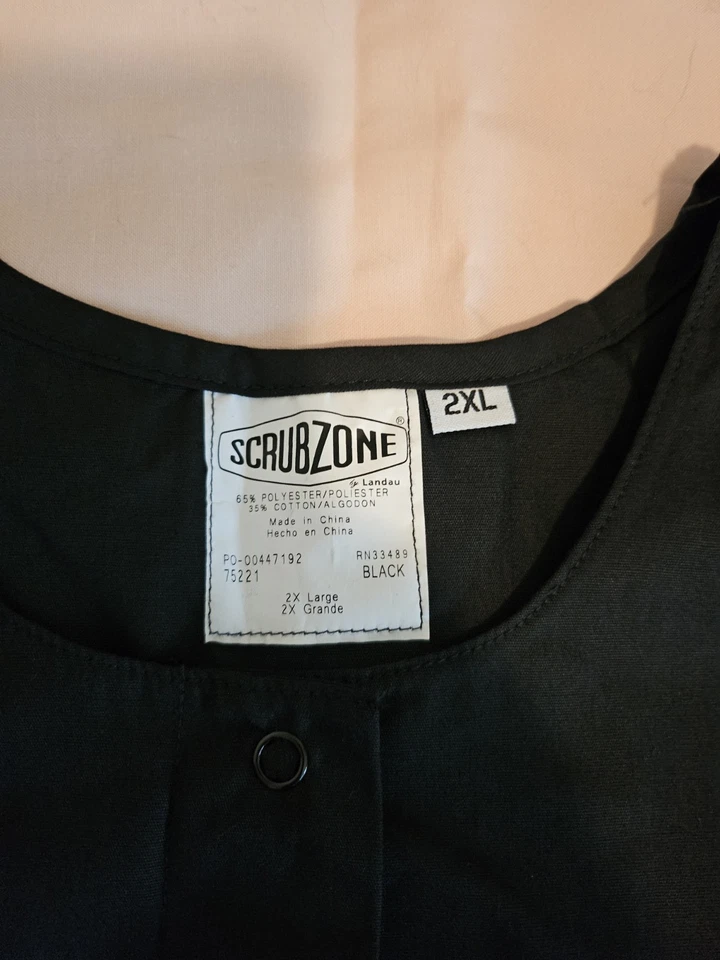 SCRUBZONE®
by Landau
65% POLYESTER/POLIESTER
35% COTTON/ALGODON
Made in China
Hecho en China
PO-00447192 RN33489
75221 BLACK
2X Large
2X Grande
2XL